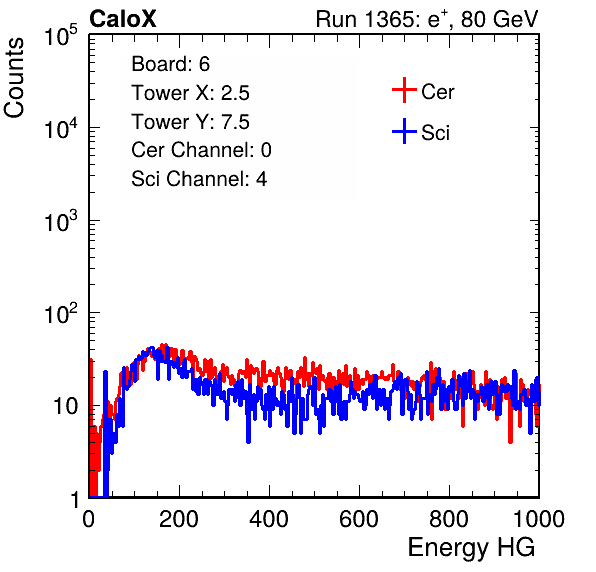 CaloX Run 1365: e⁺, 80 GeV
Counts
10⁵
10⁴
10³
10²
10
1
Board: 6
Tower X: 2.5
Tower Y: 7.5
Cer Channel: 0
Sci Channel: 4
Cer
Sci
0 200 400 600 800 1000
Energy HG